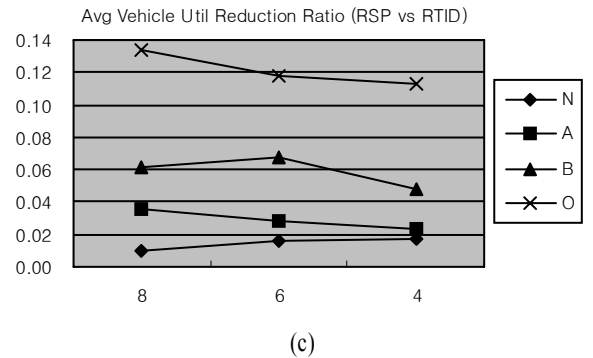 Avg Vehicle Util Reduction Ratio (RSP vs RTID)
0.14
0.12
0.10
0.08
0.06
0.04
0.02
0.00
8 6 4
N
A
B
O
(c)